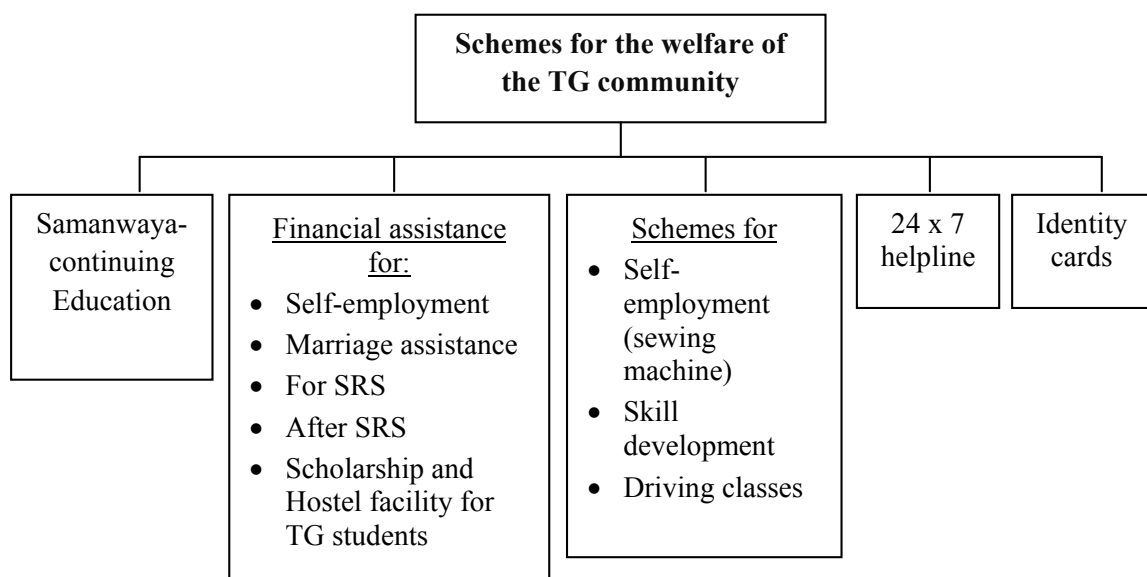 Schemes for the welfare of
the TG community
Samanwaya-
continuing
Education
Financial assistance
for:
• Self-employment
• Marriage assistance
• For SRS
• After SRS
• Scholarship and
Hostel facility for
TG students
Schemes for
• Self-
employment
(sewing
machine)
• Skill
development
• Driving classes
24 x 7
helpline
Identity
cards